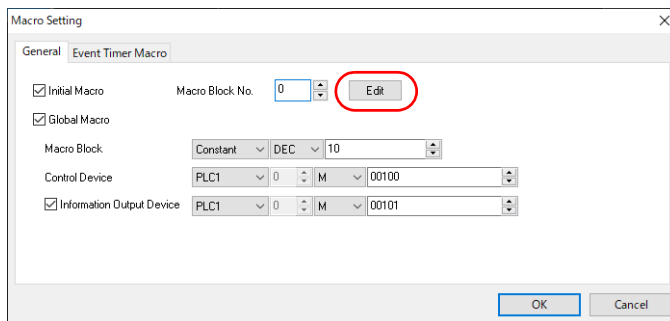 Macro Setting
General Event Timer Macro
Initial Macro Macro Block No. 0 Edit
Global Macro
Macro Block Constant DEC 10
Control Device PLC1 0 M 00100
Information Output Device PLC1 0 M 00101
OK Cancel